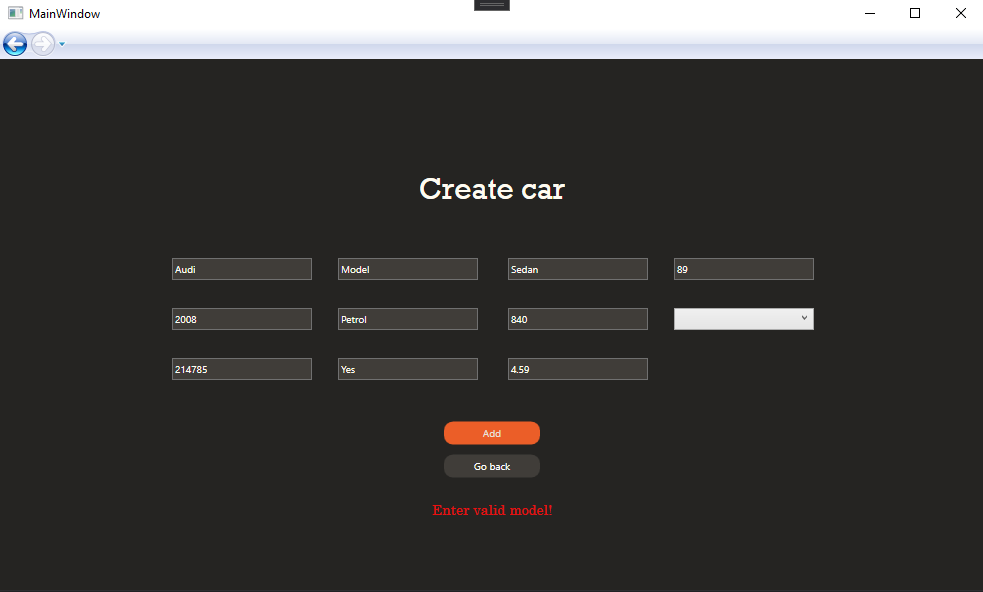 MainWindow
Create car
Audi Model Sedan 89
2008 Petrol 840
214785 Yes 4.59
Add
Go back
Enter valid model!